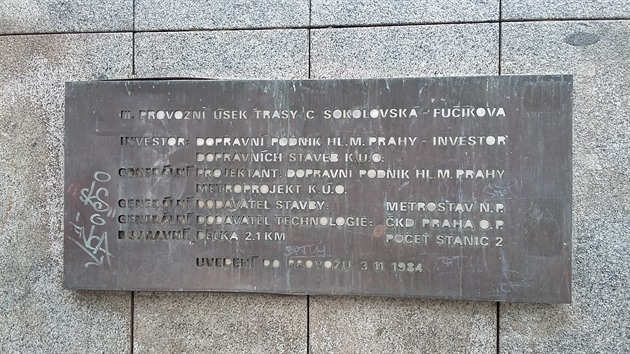 III. PROVOZNÍ ÚSEK TRASY C SOKOLOVSKÁ - FUČÍKOVA
INVESTOR: DOPRAVNÍ PODNIK HL. M. PRAHY - INVESTOR
DOPRAVNÍCH STAVEB K.Ú.O.
GENERÁLNÍ PROJEKTANT: DOPRAVNÍ PODNIK HL. M. PRAHY
METROPROJEKT K.Ú.O.
GENERÁLNÍ DODAVATEL STAVBY: METROSTAV N.P.
GENERÁLNÍ DODAVATEL TECHNOLOGIE: ČKD PRAHA O.P.
DÉLKA 2.1 KM POČET STANIC 2
UVEDENÍ DO PROVOZU 3 11 1984